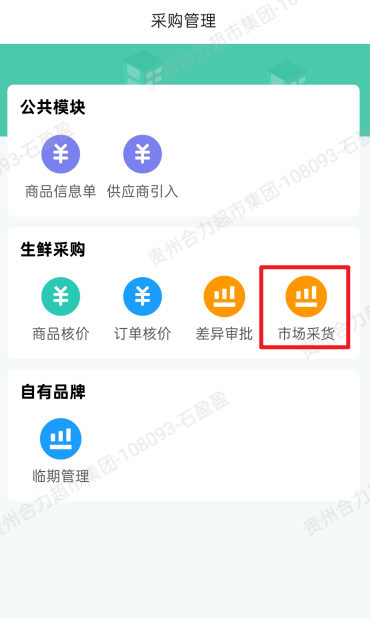 采购管理
公共模块
商品信息单 供应商引入
生鲜采购
商品核价 订单核价 差异审批 市场采货
自有品牌
临期管理
贵州合力超市集团-108093-石盈盈